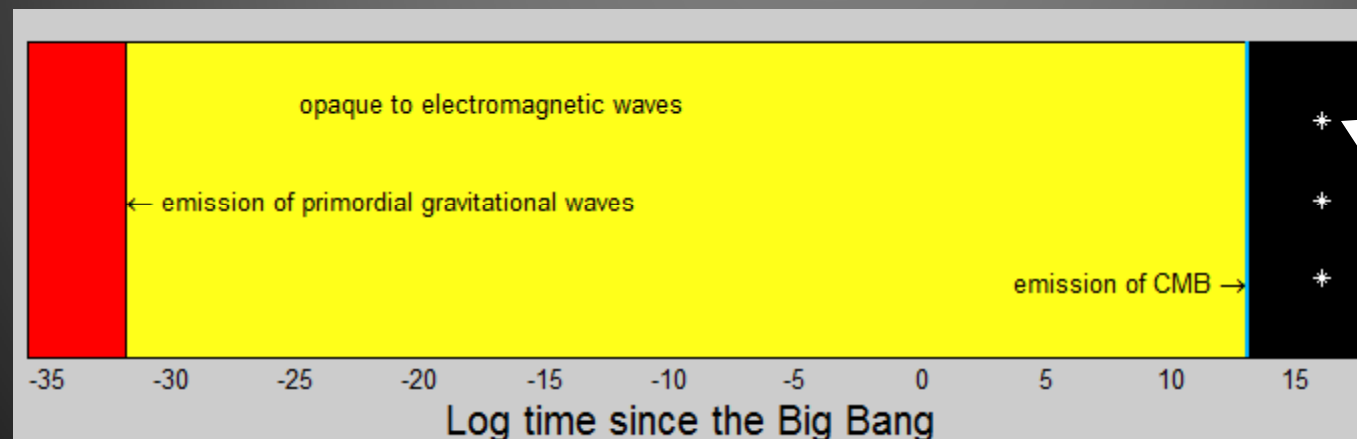 opaque to electromagnetic waves
← emission of primordial gravitational waves
emission of CMB →
-35 -30 -25 -20 -15 -10 -5 0 5 10 15
Log time since the Big Bang